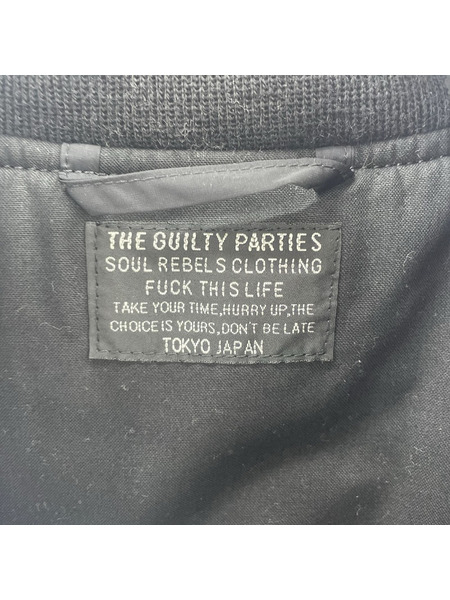 THE GUILTY PARTIES
SOUL REBELS CLOTHING
FUCK THIS LIFE
TAKE YOUR TIME,HURRY UP,THE
CHOICE IS YOURS,DON'T BE LATE
TOKYO JAPAN